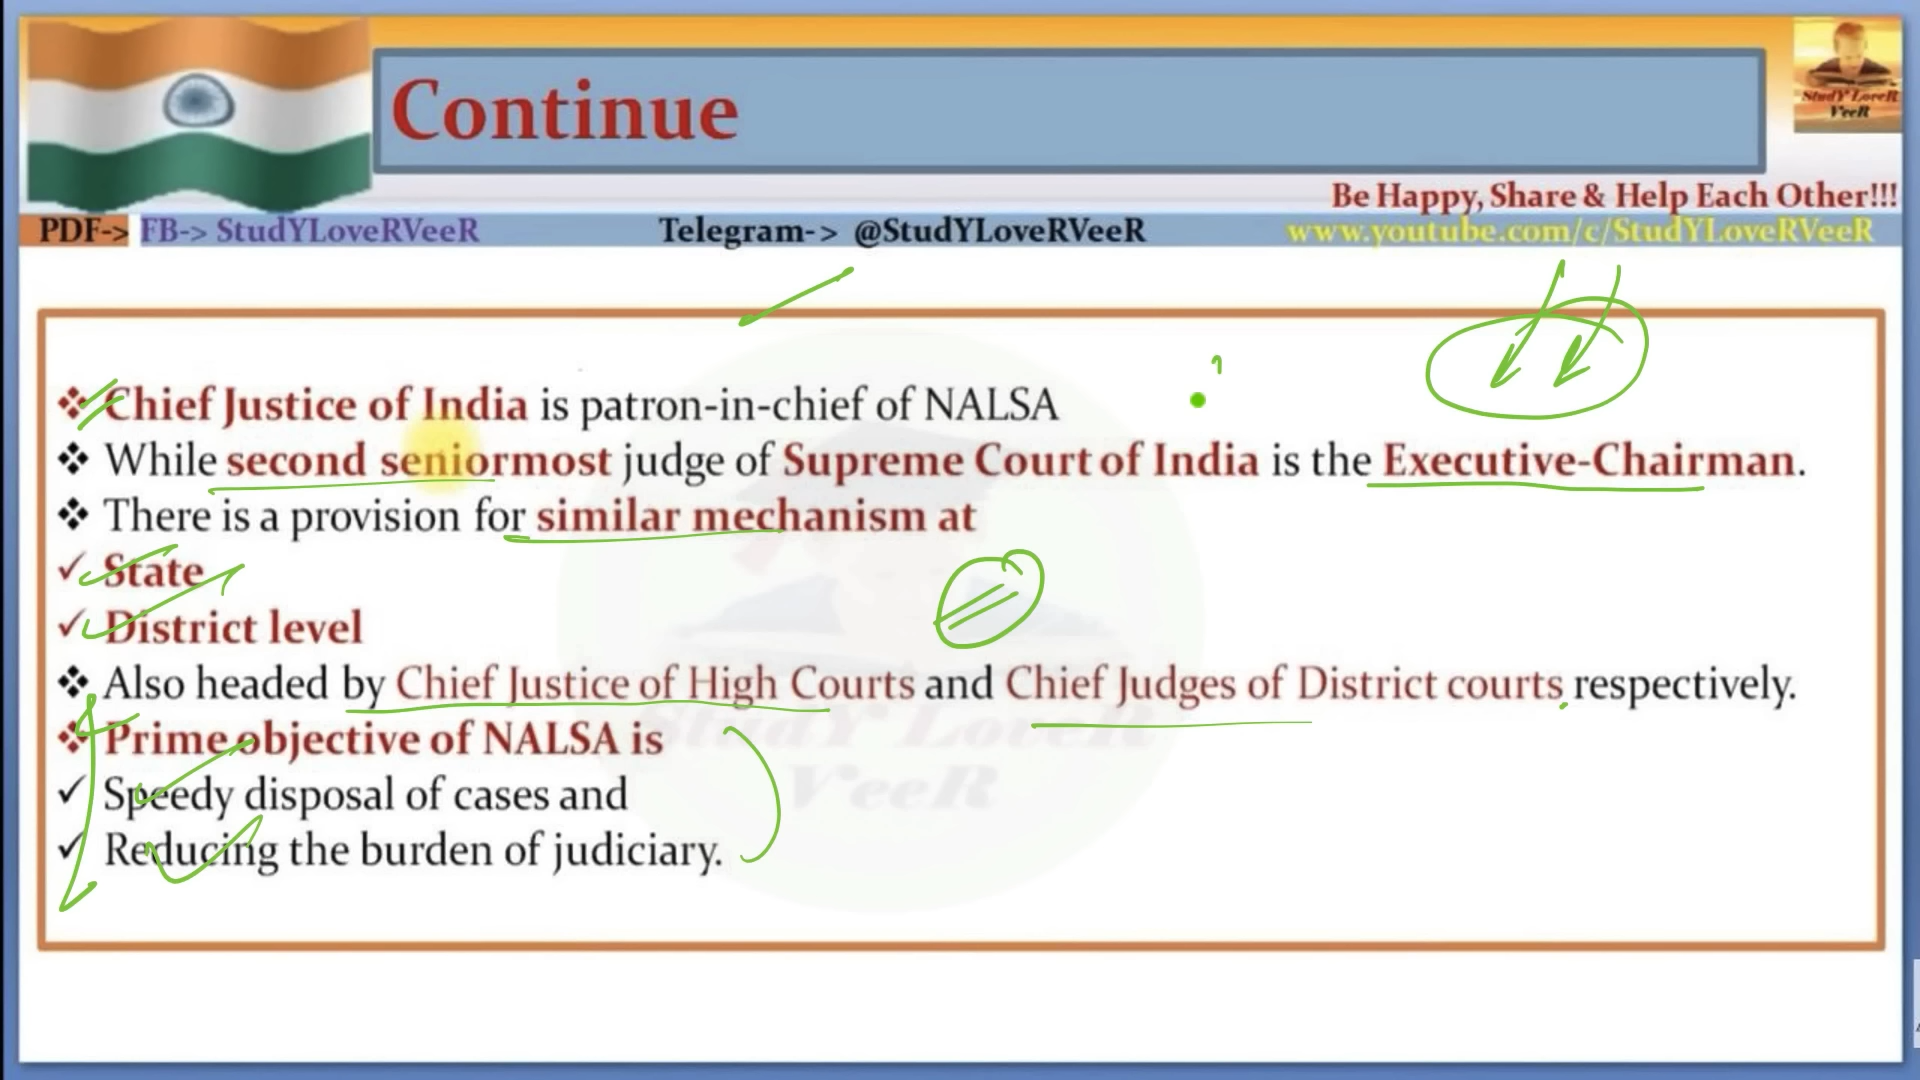 Continue
StudY LoveR
VeeR
Be Happy, Share & Help Each Other!!!
PDF-> FB-> StudYLoveRVeeR Telegram-> @StudYLoveRVeeR www.youtube.com/c/StudYLoveRVeeR
❖ Chief Justice of India is patron-in-chief of NALSA
❖ While second seniormost judge of Supreme Court of India is the Executive-Chairman.
❖ There is a provision for similar mechanism at
✓ State
✓ District level
❖ Also headed by Chief Justice of High Courts and Chief Judges of District courts respectively.
❖ Prime objective of NALSA is
✓ Speedy disposal of cases and
✓ Reducing the burden of judiciary.
StudY LoveR
VeeR